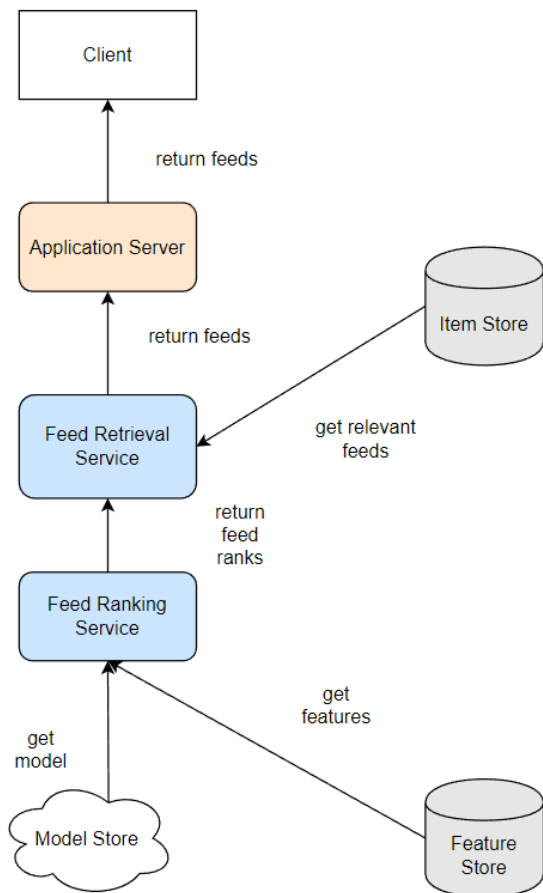 Client
return feeds
Application Server
return feeds
Item Store
Feed Retrieval
Service
get relevant
feeds
return
feed
ranks
Feed Ranking
Service
get
features
get
model
Model Store
Feature
Store